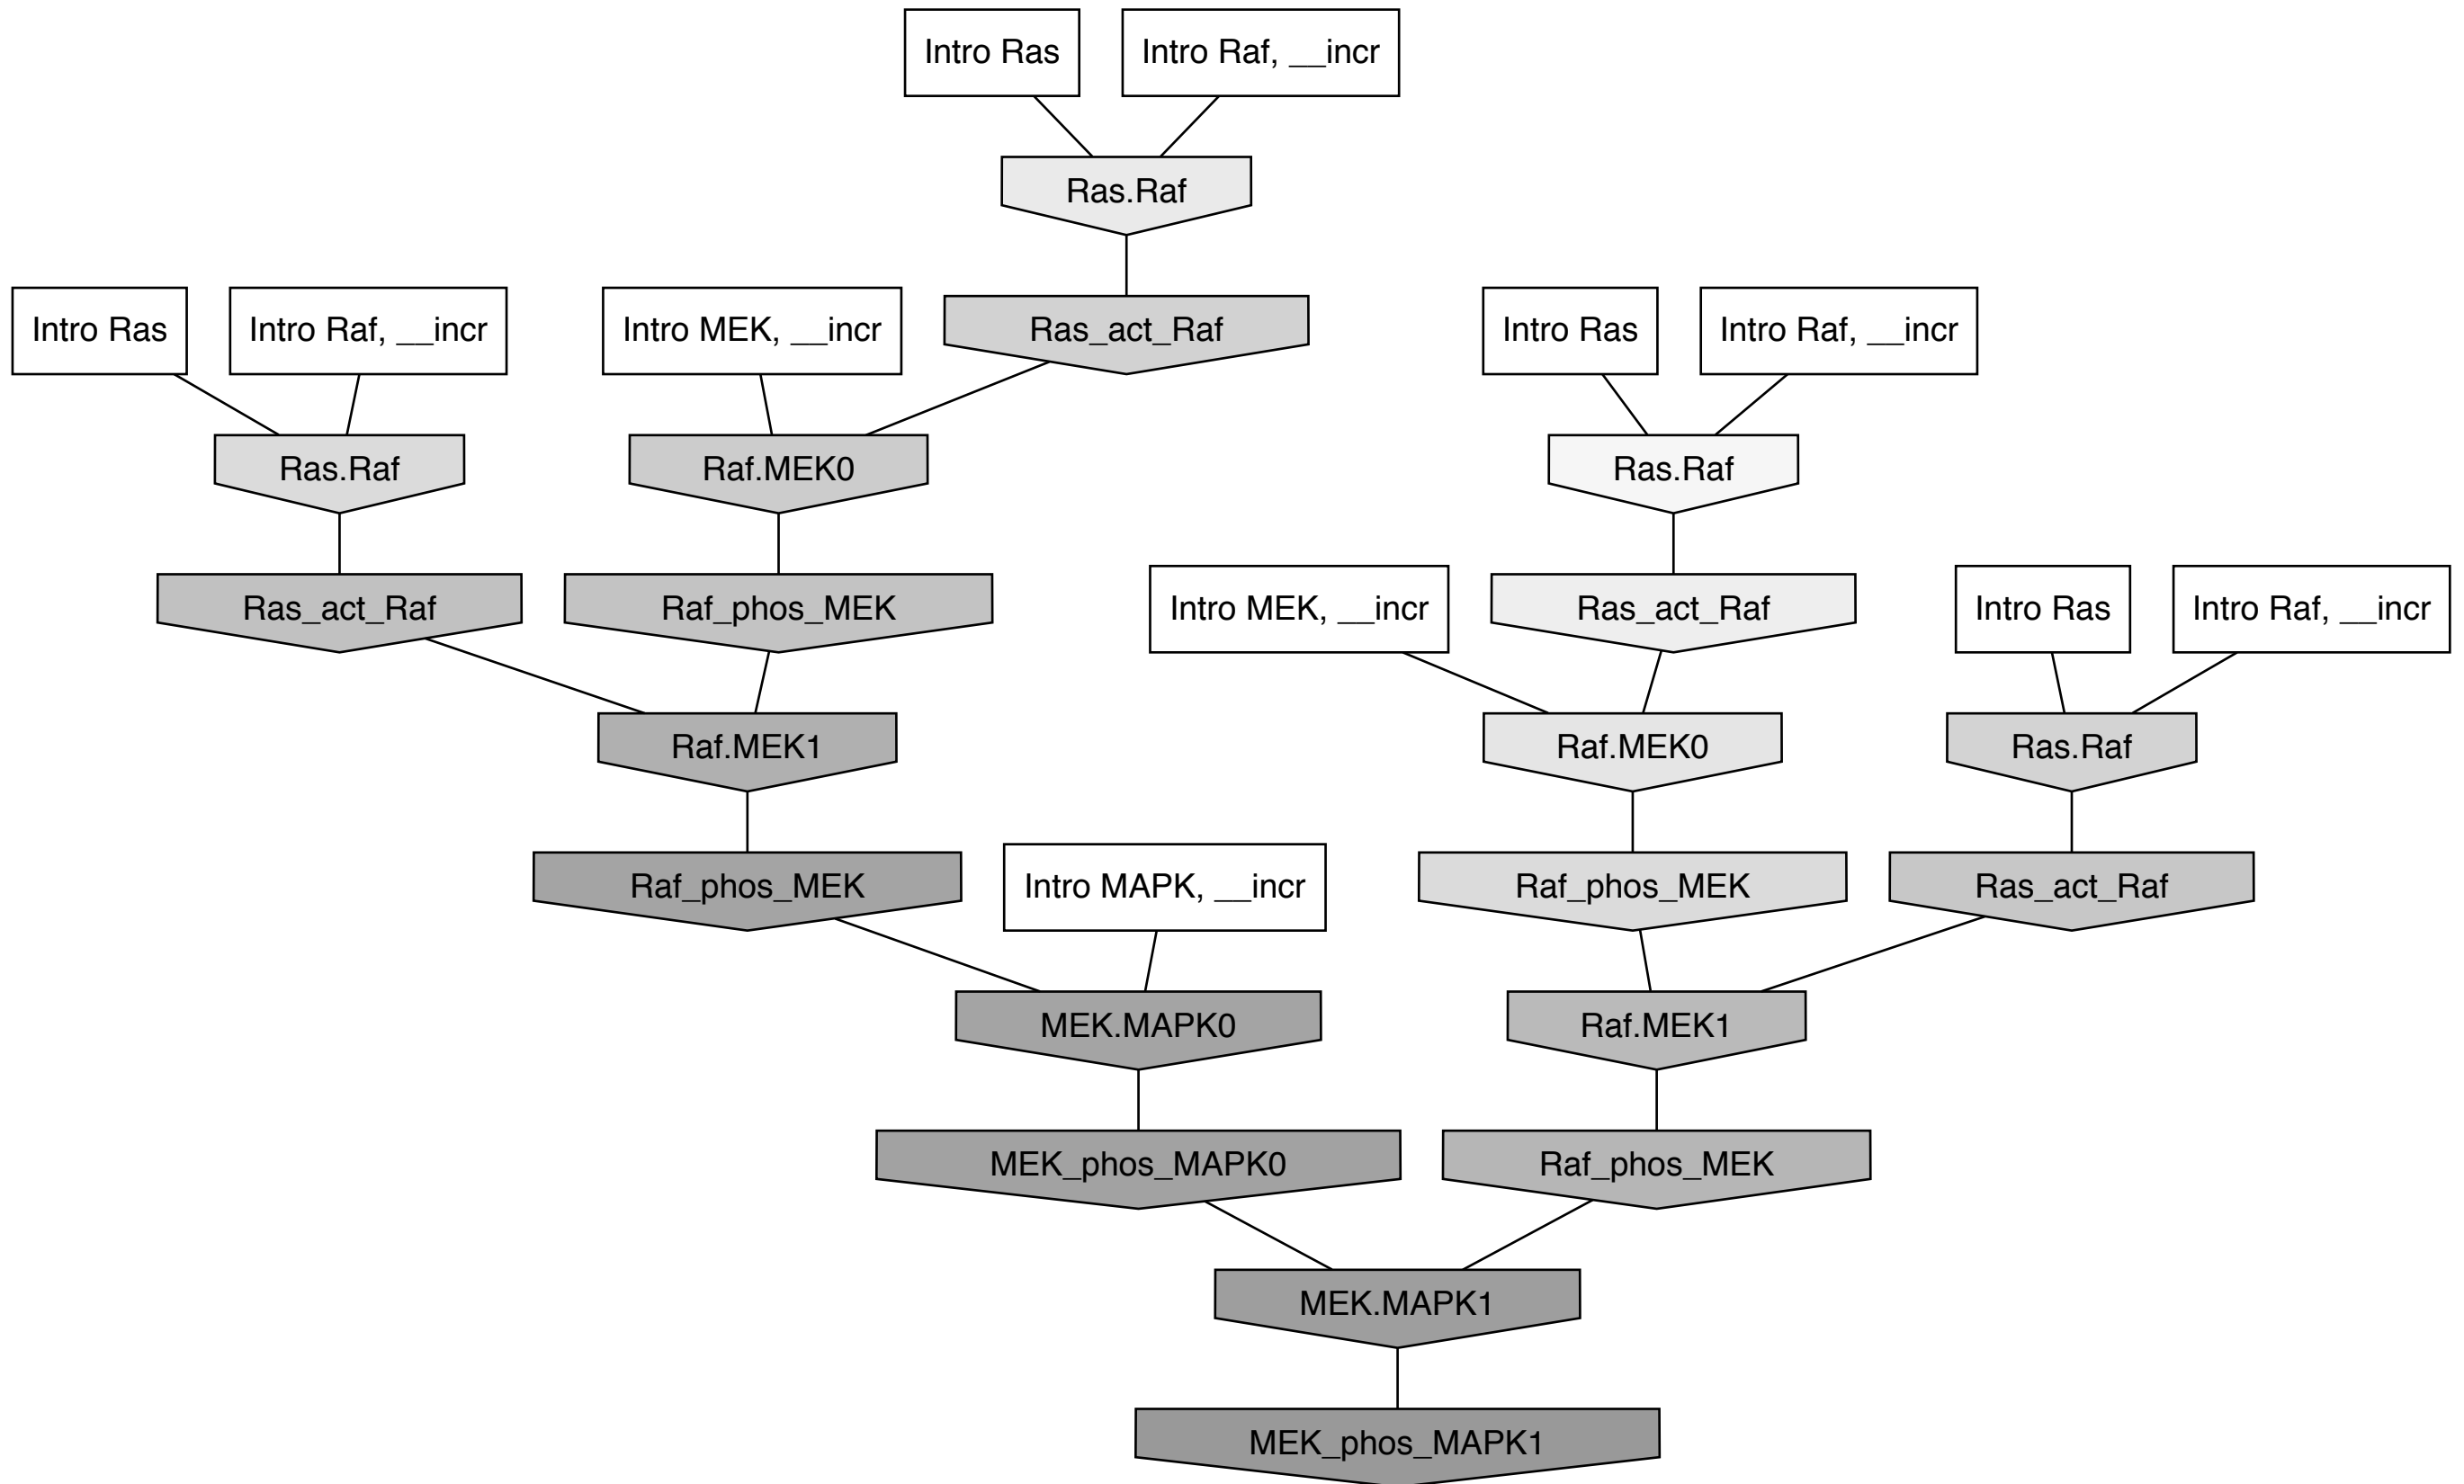 Intro Ras
Intro Raf, __incr
Ras.Raf
Intro Ras
Intro Raf, __incr
Intro MEK, __incr
Ras_act_Raf
Intro Ras
Intro Raf, __incr
Ras.Raf
Raf.MEK0
Ras.Raf
Ras_act_Raf
Raf_phos_MEK
Intro MEK, __incr
Ras_act_Raf
Intro Ras
Intro Raf, __incr
Raf.MEK1
Raf.MEK0
Ras.Raf
Raf_phos_MEK
Intro MAPK, __incr
Raf_phos_MEK
Ras_act_Raf
MEK.MAPK0
Raf.MEK1
MEK_phos_MAPK0
Raf_phos_MEK
MEK.MAPK1
MEK_phos_MAPK1